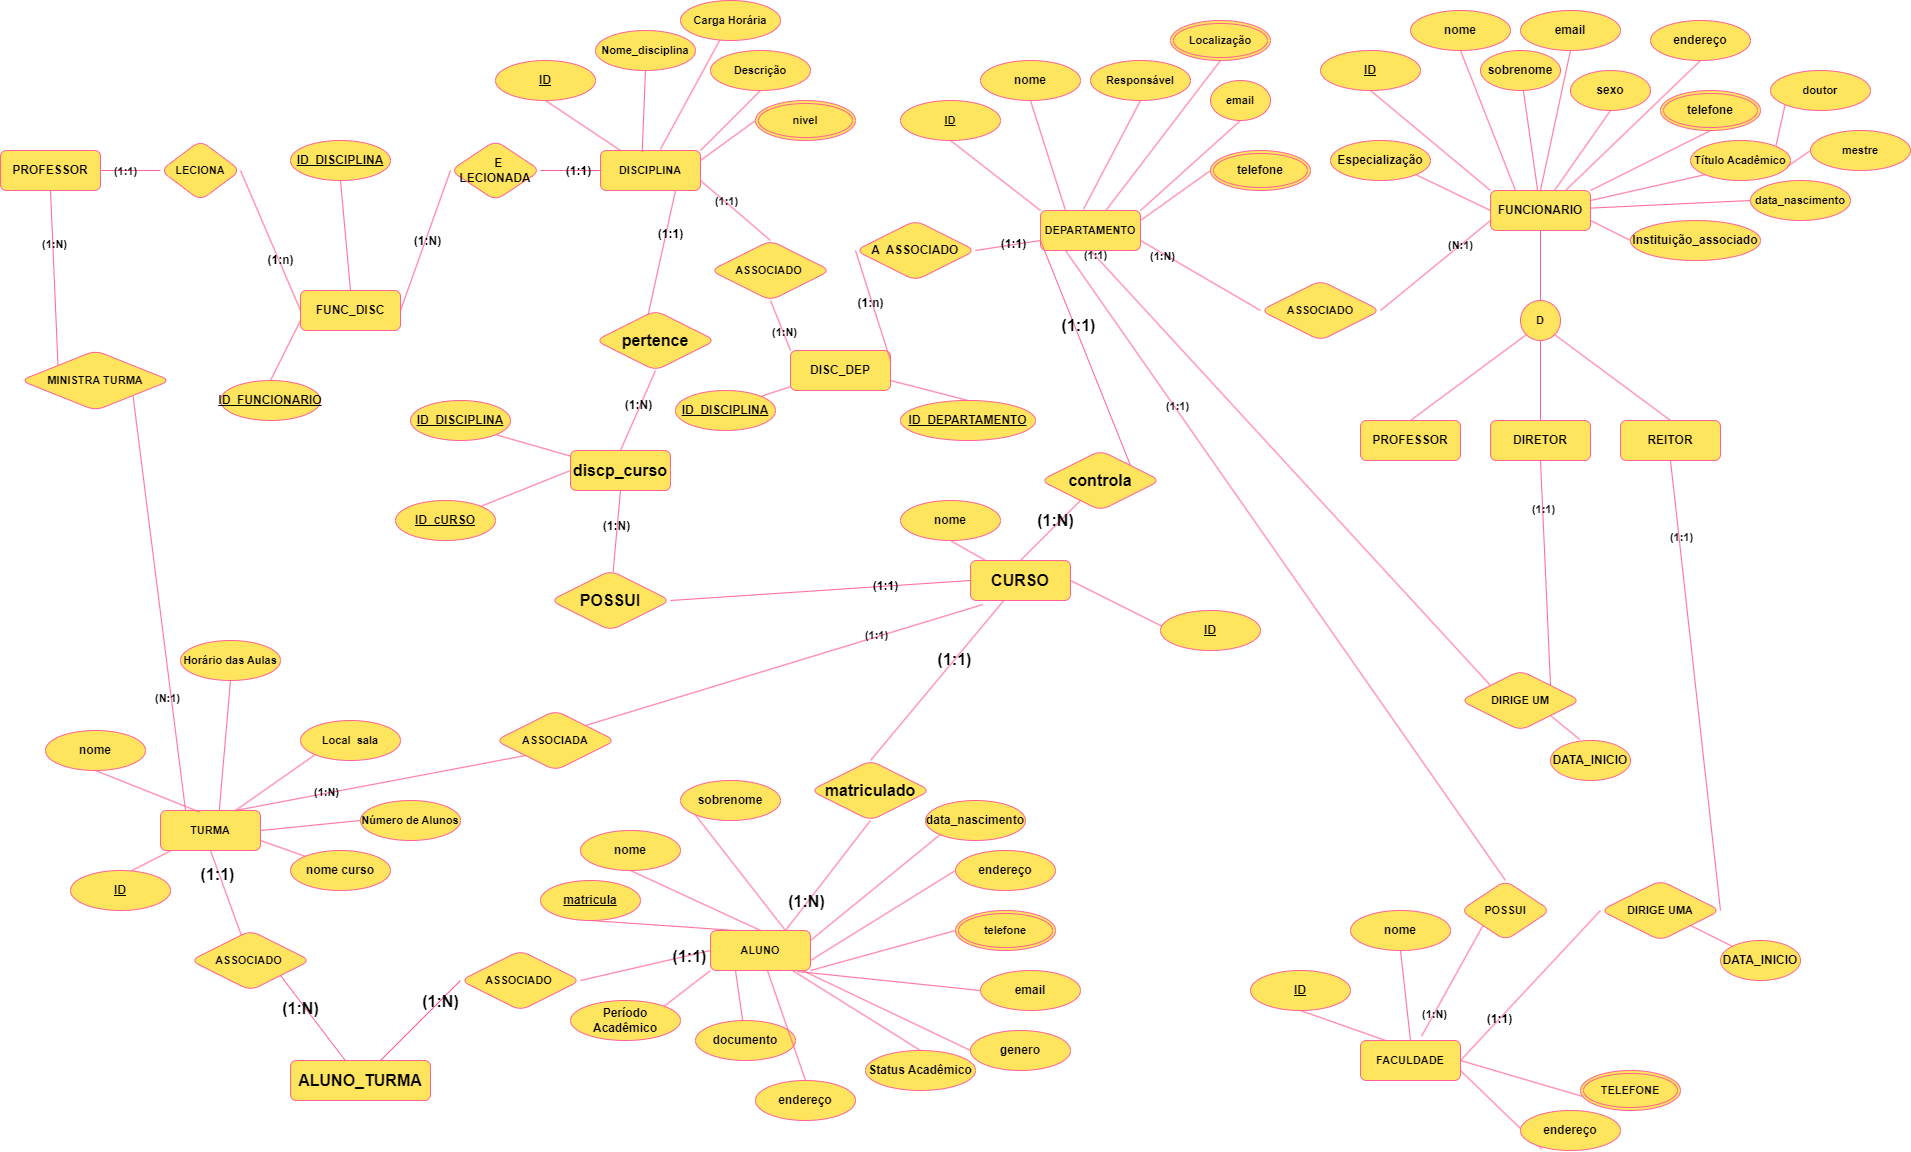 Carga Horária
nome
email
Localização
endereço
Nome_disciplina
Descrição
ID
nome
Responsável
ID
sobrenome
sexo
doutor
email
nivel
ID
telefone
mestre
PROFESSOR
(1:1)
LECIONA
ID_DISCIPLINA
E
LECIONADA
(1:1)
DISCIPLINA
telefone
Especialização
Título Acadêmico
data_nascimento
(1:1)
FUNCIONARIO
(1:N)
(1:N)
(1:1)
DEPARTAMENTO
(1:1)
(1:1)
(1:N)
(N:1)
Instituição_associado
A ASSOCIADO
(1:n)
ASSOCIADO
FUNC_DISC
(1:n)
ASSOCIADO
D
pertence
(1:N)
(1:1)
MINISTRA TURMA
DISC_DEP
ID_FUNCIONARIO
(1:N)
ID_DISCIPLINA
(1:1)
ID_DISCIPLINA
ID_DEPARTAMENTO
PROFESSOR
DIRETOR
REITOR
discp_curso
controla
(1:1)
ID_cURSO
(1:N)
nome
(1:N)
(1:1)
CURSO
POSSUI
(1:1)
ID
(1:1)
Horário das Aulas
(1:1)
(N:1)
DIRIGE UM
nome
Local sala
ASSOCIADA
DATA_INICIO
(1:N)
matriculado
sobrenome
TURMA
Número de Alunos
data_nascimento
nome
nome curso
endereço
ID
(1:1)
matricula
(1:N)
POSSUI
DIRIGE UMA
telefone
nome
ALUNO
ASSOCIADO
ASSOCIADO
(1:1)
DATA_INICIO
ID
email
(1:N)
(1:N)
Período
Acadêmico
(1:N)
(1:1)
documento
genero
FACULDADE
Status Acadêmico
ALUNO_TURMA
TELEFONE
endereço
endereço